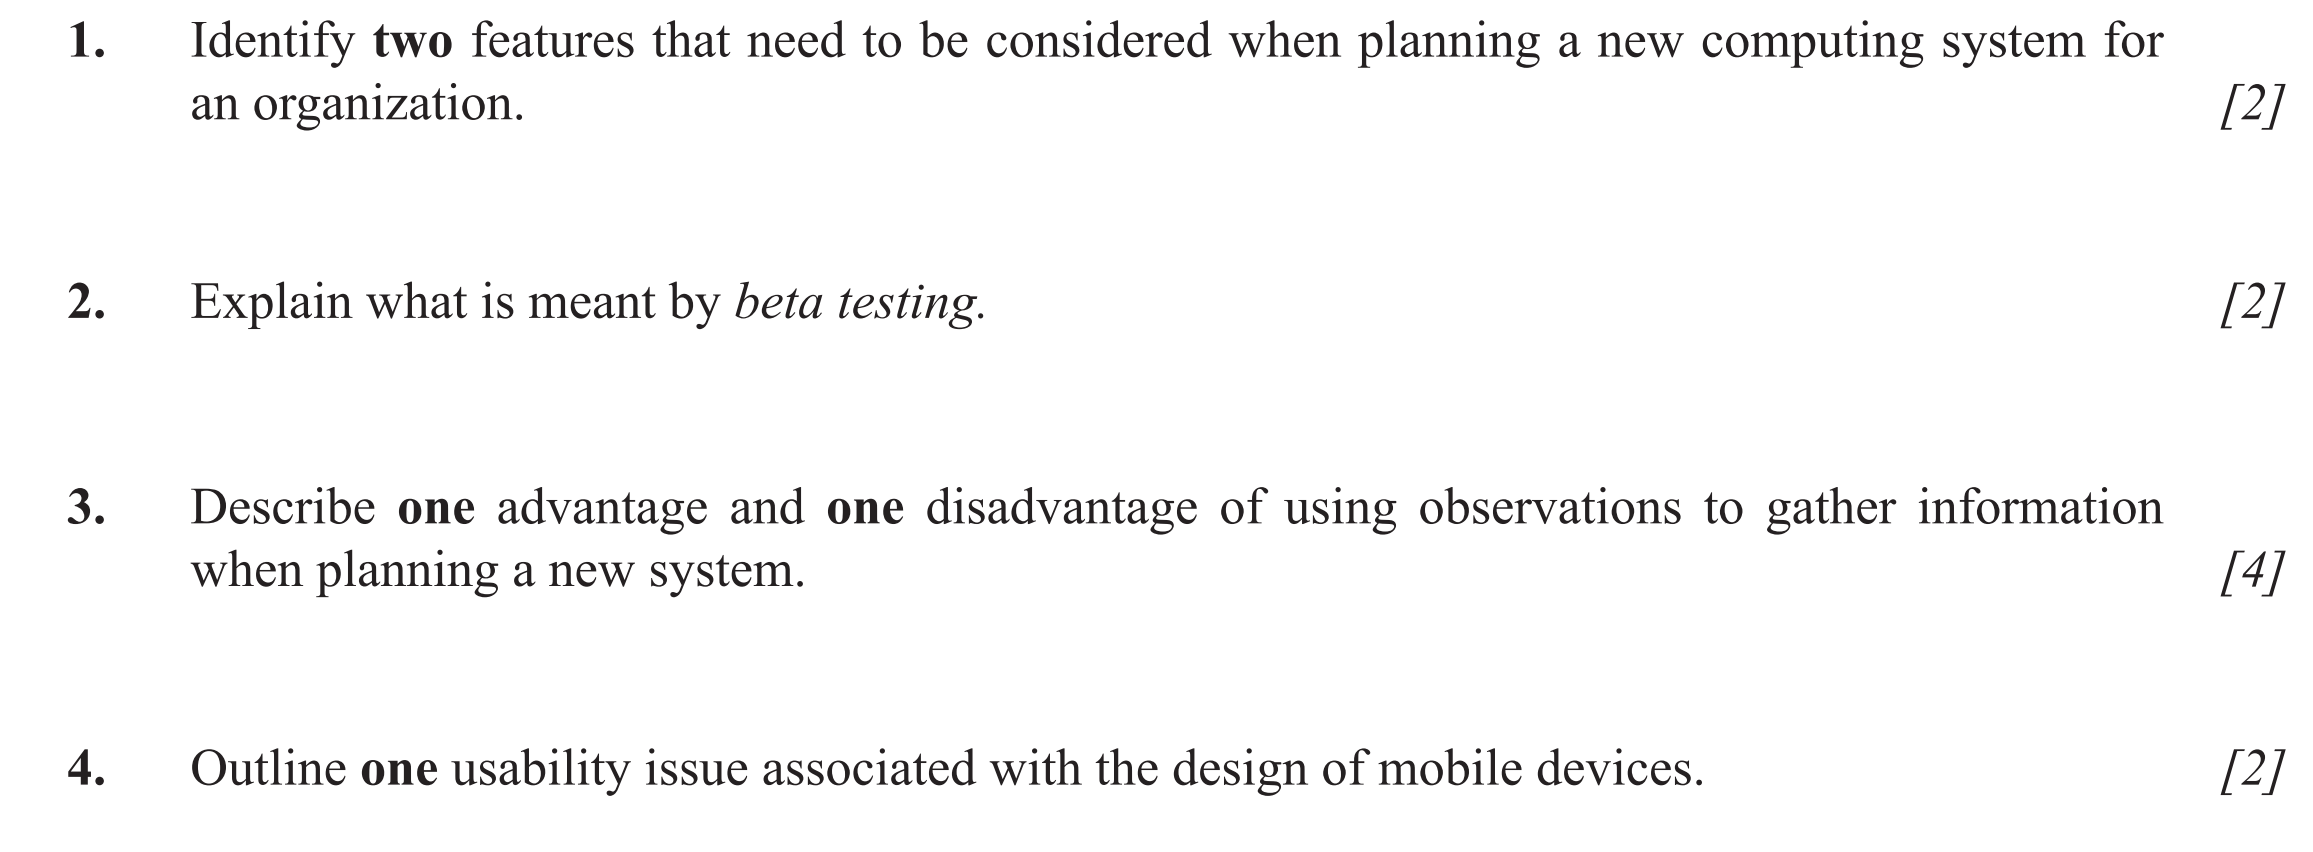 1. Identify two features that need to be considered when planning a new computing system for
an organization. [2]
2. Explain what is meant by beta testing. [2]
3. Describe one advantage and one disadvantage of using observations to gather information
when planning a new system. [4]
4. Outline one usability issue associated with the design of mobile devices. [2]